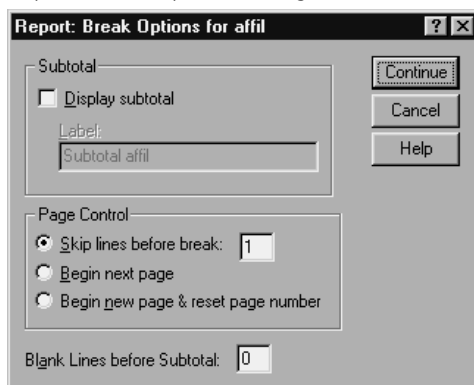 Report: Break Options for affil
Subtotal
Display subtotal
Label:
Subtotal affil
Continue
Cancel
Help
Page Control
Skip lines before break: 1
Begin next page
Begin new page & reset page number
Blank Lines before Subtotal: 0